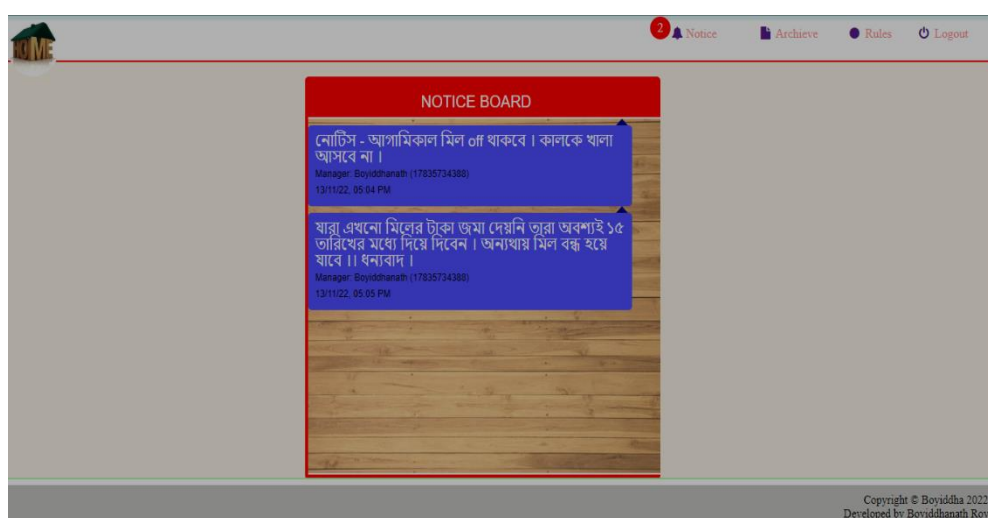 HOME
2
Notice
Archieve
Rules
Logout
NOTICE BOARD
নোটিস - আগামিকাল মিল off থাকবে । কালকে খালা
আসবে না ।
Manager: Boyiddhanath (17835734388)
13/11/22, 05:04 PM
যারা এখনো মিলের টাকা জমা দেয়নি তারা অবশ্যই ১৫
তারিখের মধ্যে দিয়ে দিবেন । অন্যথায় মিল বন্ধ হয়ে
যাবে ।। ধন্যবাদ ।
Manager: Boyiddhanath (17835734388)
13/11/22, 05:05 PM
Copyright © Boyiddha 2022
Developed by Boyiddhanath Roy